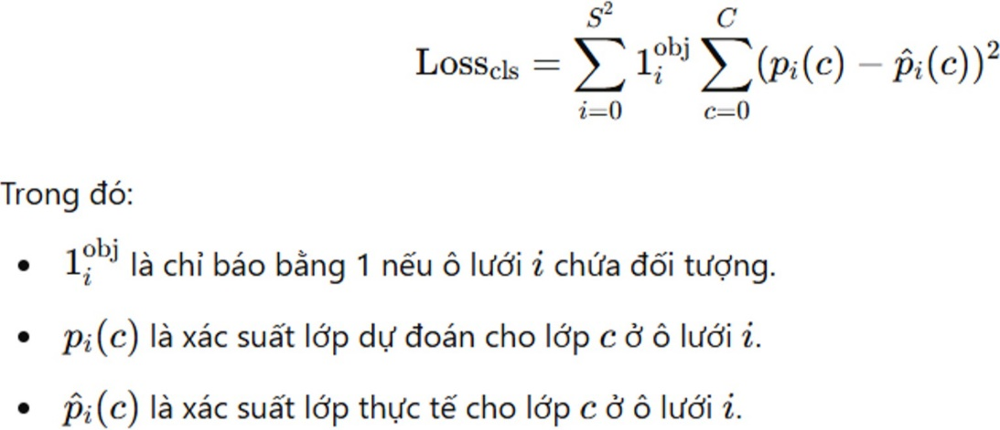 $$\text{Loss}_{\text{cls}} = \sum_{i=0}^{S^2} 1_i^{\text{obj}} \sum_{c=0}^{C} (p_i(c) - \hat{p}_i(c))^2$$
Trong đó:
• $1_i^{\text{obj}}$ là chỉ báo bằng 1 nếu ô lưới $i$ chứa đối tượng.
• $p_i(c)$ là xác suất lớp dự đoán cho lớp $c$ ở ô lưới $i$.
• $\hat{p}_i(c)$ là xác suất lớp thực tế cho lớp $c$ ở ô lưới $i$.